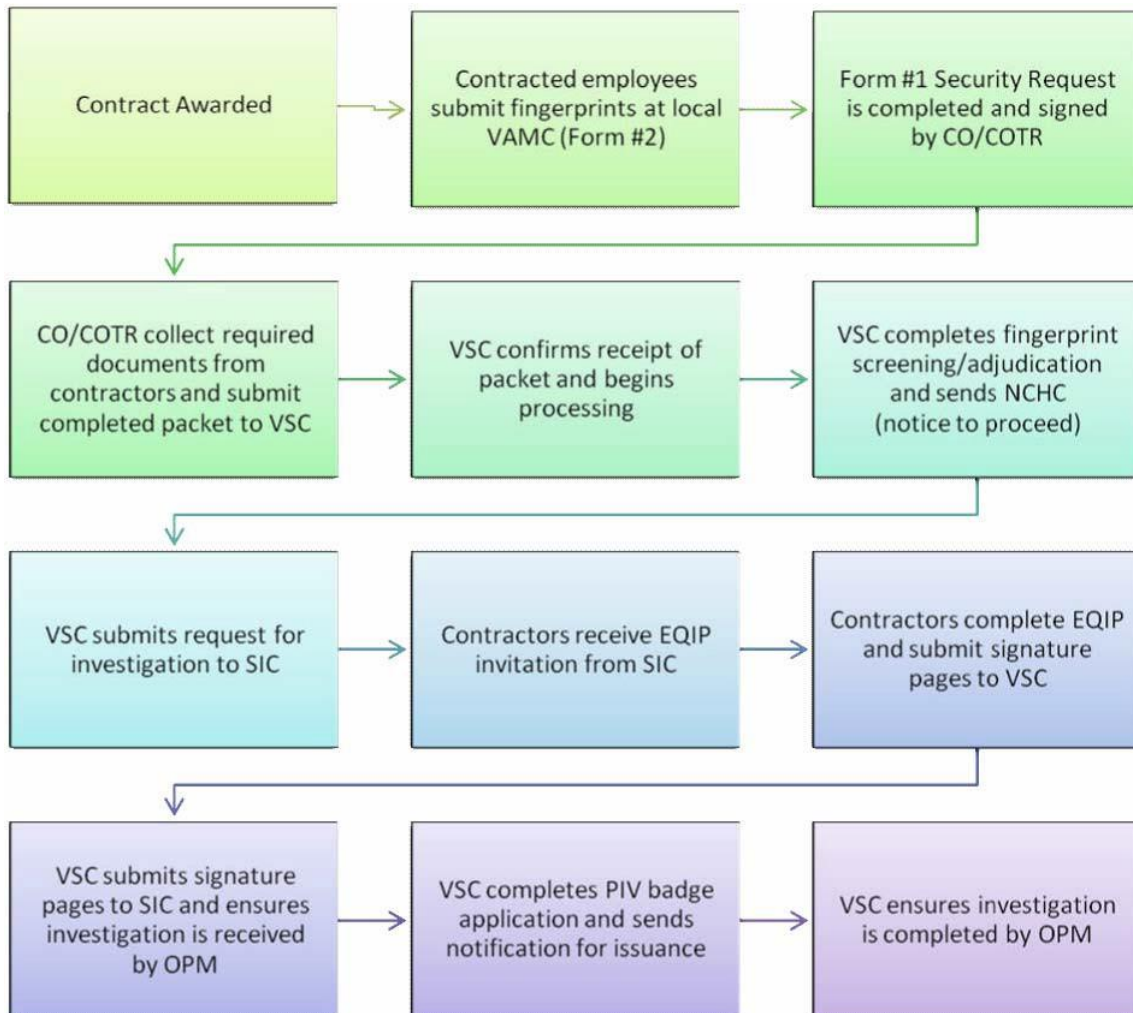 Contract Awarded
Contracted employees
submit fingerprints at local
VAMC (Form #2)
Form #1 Security Request
is completed and signed
by CO/COTR
CO/COTR collect required
documents from
contractors and submit
completed packet to VSC
VSC confirms receipt of
packet and begins
processing
VSC completes fingerprint
screening/adjudication
and sends NCHC
(notice to proceed)
VSC submits request for
investigation to SIC
Contractors receive EQIP
invitation from SIC
Contractors complete EQIP
and submit signature
pages to VSC
VSC submits signature
pages to SIC and ensures
investigation is received
by OPM
VSC completes PIV badge
application and sends
notification for issuance
VSC ensures investigation
is completed by OPM